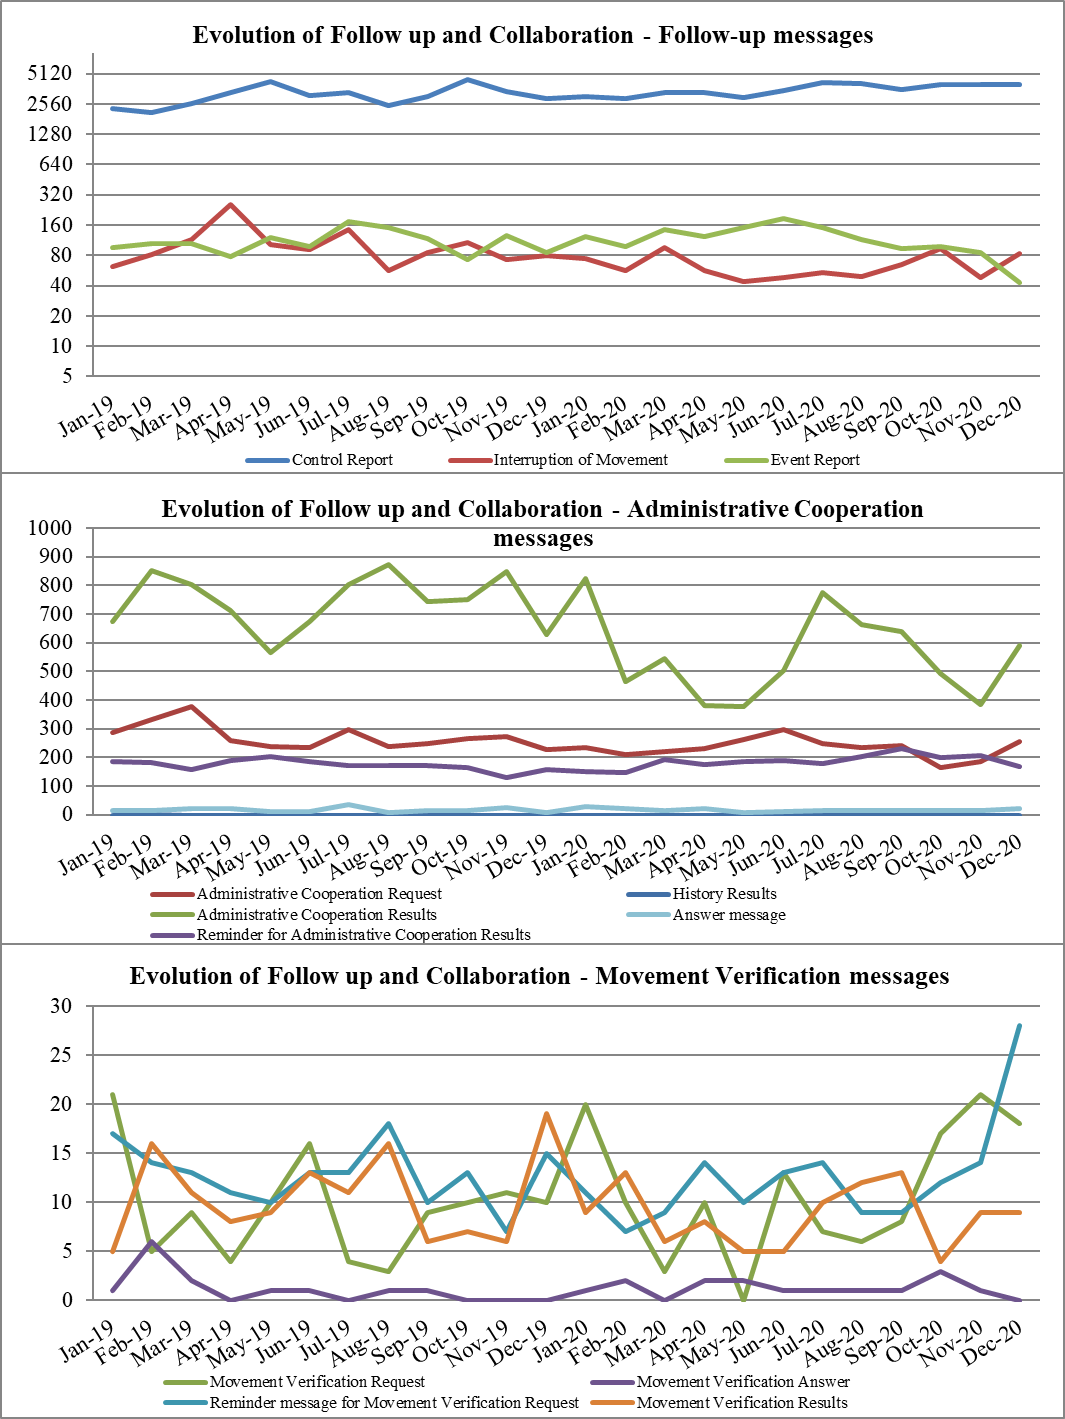 Evolution of Follow up and Collaboration - Follow-up messages
5120
2560
1280
640
320
160
80
40
20
10
5
Jan-19 Feb-19 Mar-19 Apr-19 May-19 Jun-19 Jul-19 Aug-19 Sep-19 Oct-19 Nov-19 Dec-19 Jan-20 Feb-20 Mar-20 Apr-20 May-20 Jun-20 Jul-20 Aug-20 Sep-20 Oct-20 Nov-20 Dec-20
Control Report Interruption of Movement Event Report
Evolution of Follow up and Collaboration - Administrative Cooperation
messages
1000
900
800
700
600
500
400
300
200
100
0
Jan-19 Feb-19 Mar-19 Apr-19 May-19 Jun-19 Jul-19 Aug-19 Sep-19 Oct-19 Nov-19 Dec-19 Jan-20 Feb-20 Mar-20 Apr-20 May-20 Jun-20 Jul-20 Aug-20 Sep-20 Oct-20 Nov-20 Dec-20
Administrative Cooperation Request History Results
Administrative Cooperation Results Answer message
Reminder for Administrative Cooperation Results
Evolution of Follow up and Collaboration - Movement Verification messages
30
25
20
15
10
5
0
Jan-19 Feb-19 Mar-19 Apr-19 May-19 Jun-19 Jul-19 Aug-19 Sep-19 Oct-19 Nov-19 Dec-19 Jan-20 Feb-20 Mar-20 Apr-20 May-20 Jun-20 Jul-20 Aug-20 Sep-20 Oct-20 Nov-20 Dec-20
Movement Verification Request Movement Verification Answer
Reminder message for Movement Verification Request Movement Verification Results